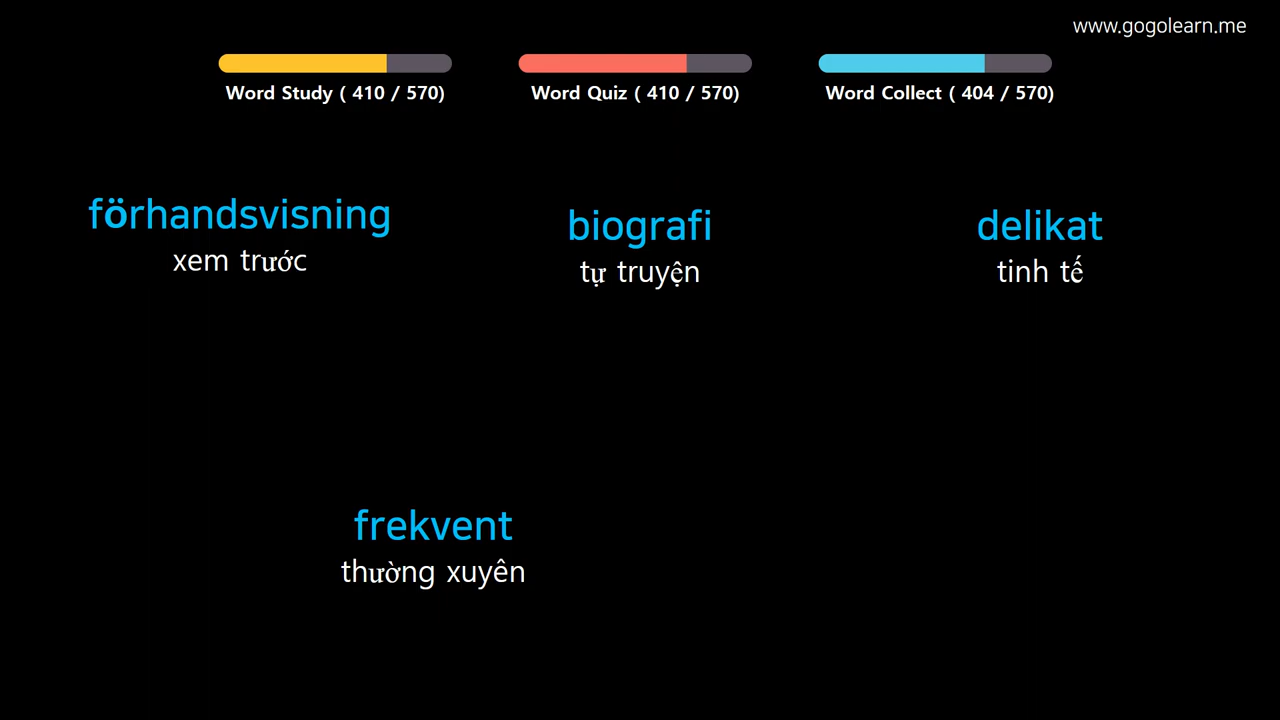 www.gogolearn.me
Word Study ( 410 / 570)
Word Quiz ( 410 / 570)
Word Collect ( 404 / 570)
förhandsvisning
xem trước
biografi
tự truyện
delikat
tinh tế
frekvent
thường xuyên